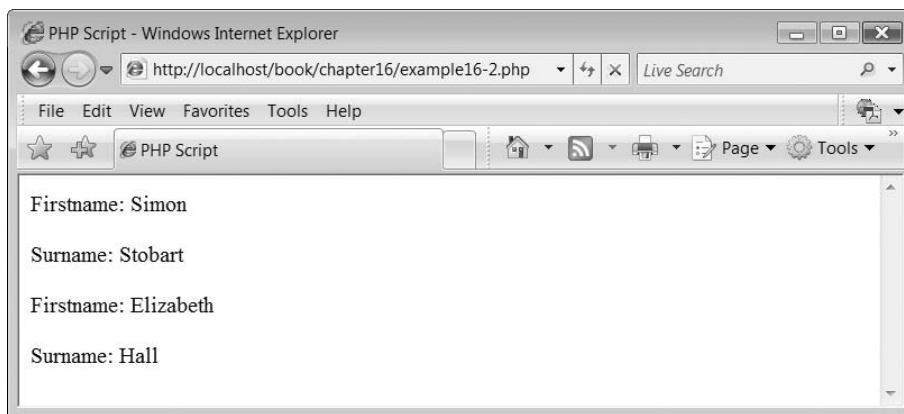 PHP Script - Windows Internet Explorer
http://localhost/book/chapter16/example16-2.php
Live Search
File Edit View Favorites Tools Help
PHP Script
Page
Tools
Firstname: Simon
Surname: Stobart
Firstname: Elizabeth
Surname: Hall